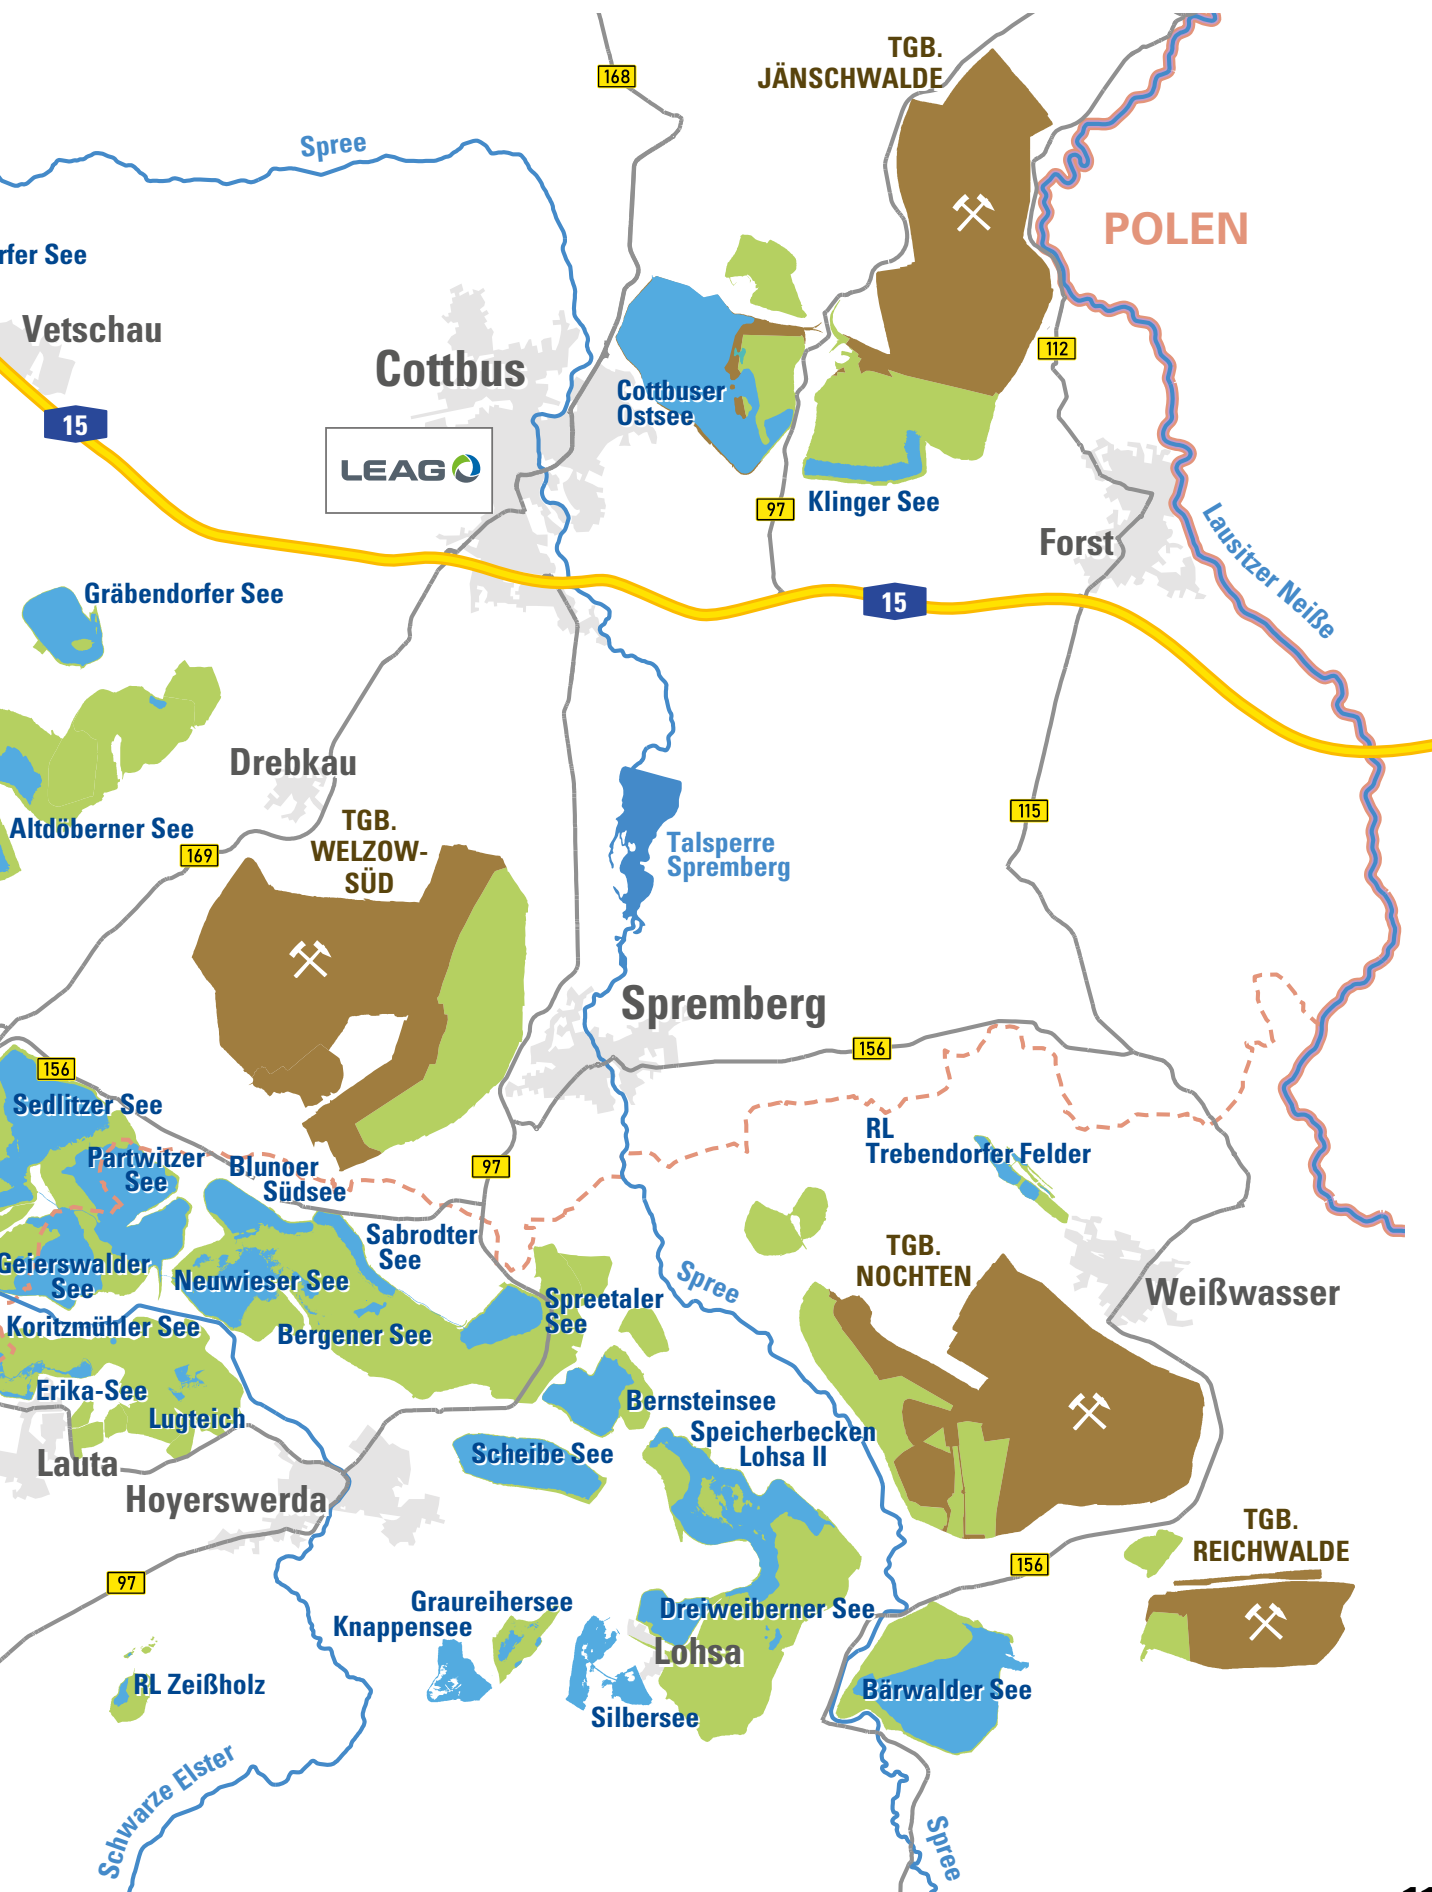 TGB.
JÄNSCHWALDE
168
Spree
POLEN
rfer See
Vetschau
Cottbus
112
Cottbuser
Ostsee
15
LEAG
97
Klinger See
Forst
Lausitzer Neiße
Gräbendorfer See
15
Drebkau
TGB.
WELZOW-
SÜD
115
Altdöberner See
169
Talsperre
Spremberg
Spremberg
156
156
Sedlitzer See
RL
Trebendorfer Felder
Partwitzer
See
Blunoer
Südsee
97
Sabrodter
See
TGB.
NOCHTEN
Geierswalder
See
Neuwieser See
Spree
Weißwasser
Spreetaler
See
Koritzmühler See
Bergener See
Erika-See
Lugteich
Bernsteinsee
Speicherbecken
Lohsa II
Scheibe See
Lauta
Hoyerswerda
TGB.
REICHWALDE
156
97
Graureihersee
Knappensee
Dreiweiberner See
Lohsa
RL Zeißholz
Bärwalder See
Silbersee
Schwarze Elster
Spree